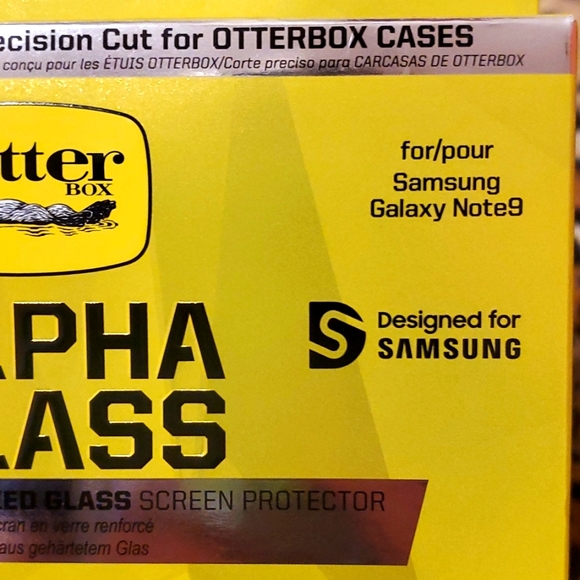 ecision Cut for OTTERBOX CASES
conçu pour les ÉTUIS OTTERBOX/Corte preciso para CARCASAS DE OTTERBOX
tter
BOX
for/pour
Samsung
Galaxy Note9
PHA
LASS
Designed for
SAMSUNG
ED GLASS SCREEN PROTECTOR
cran en verre renforcé
aus gehärtetem Glas